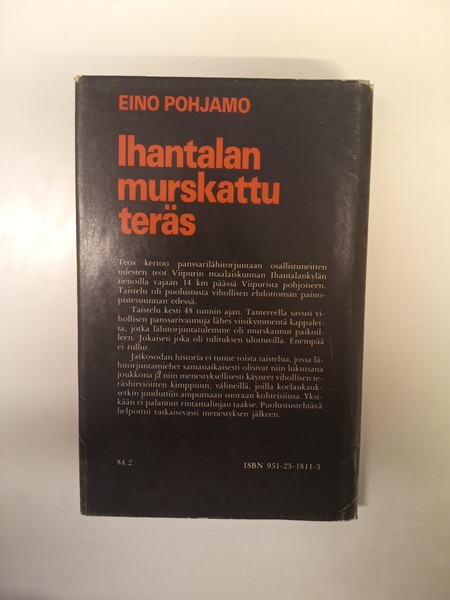 EINO POHJAMO
Ihantalan
murskattu
teräs
Teos kertoo panssarilähitorjuntaan osallistuneitten
miesten teot Viipurin maalaiskunnan Ihantalankylän
tienoilla vajaan 14 km päässä Viipurista pohjoiseen.
Taistelu oli puolustusta vihollisen ehdottoman paino-
pistesuunnan edessä.
Taistelu kesti 48 tunnin ajan. Tantereella savusi vi-
hollisen panssarivaunuja lähes viisikymmentä kappalet-
ta, jotka lähitorjuntatulemme oli murskannut paikoil-
leen. Jokaisen joka oli tulituksen ulottuvilla. Enempää
ei tullut.
Jatkosodan historia ei tunne toista taistelua, jossa lä-
hitorjuntamiehet samanaikaisesti olisivat niin lukuisana
joukkona ja niin menestyksellisesti käyneet vihollisen te-
räshirviöitten kimppuun, välineillä, joilla koelaukauk-
setkin jouduttiin ampumaan suoraan kohteisiinsa. Yksi-
kään ei palannut rintamalinjan taakse. Puolustustehtävä
helpottui ratkaisevasti menestyksen jälkeen.
84.2
ISBN 951-23-1811-3